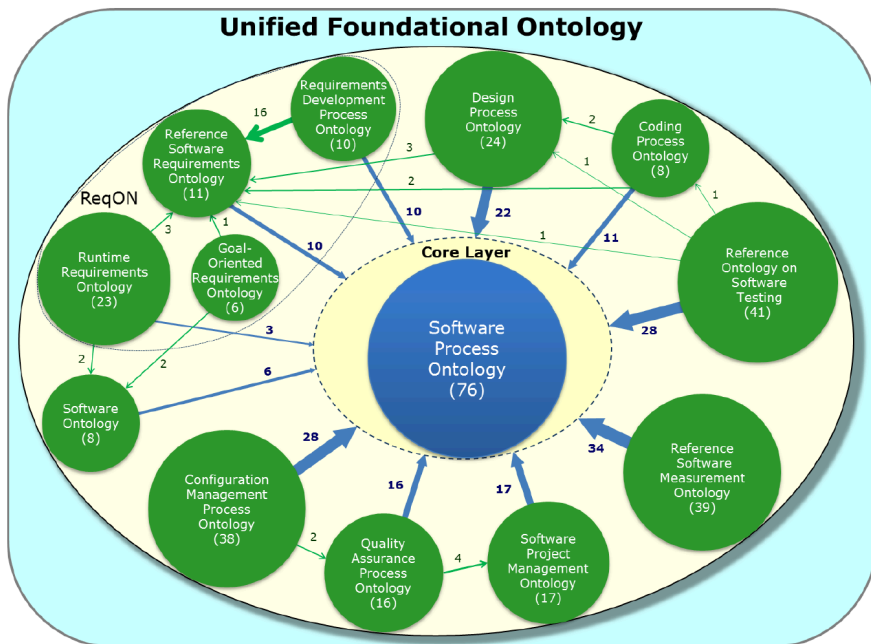 Unified Foundational Ontology
Requirements
Development
Process
Ontology
(10)
16
Reference
Software
Requirements
Ontology
(11)
Design
Process
Ontology
(24)
2
Coding
Process
Ontology
(8)
3
2
1
1
ReqON
3
1
10
22
11
1
10
Runtime
Requirements
Ontology
(23)
Goal-
Oriented
Requirements
Ontology
(6)
Core Layer
Reference
Ontology on
Software
Testing
(41)
3
28
2
2
6
Software
Process
Ontology
(76)
Software
Ontology
(8)
28
34
Reference
Software
Measurement
Ontology
(39)
Configuration
Management
Process
Ontology
(38)
16
17
2
4
Quality
Assurance
Process
Ontology
(16)
Software
Project
Management
Ontology
(17)